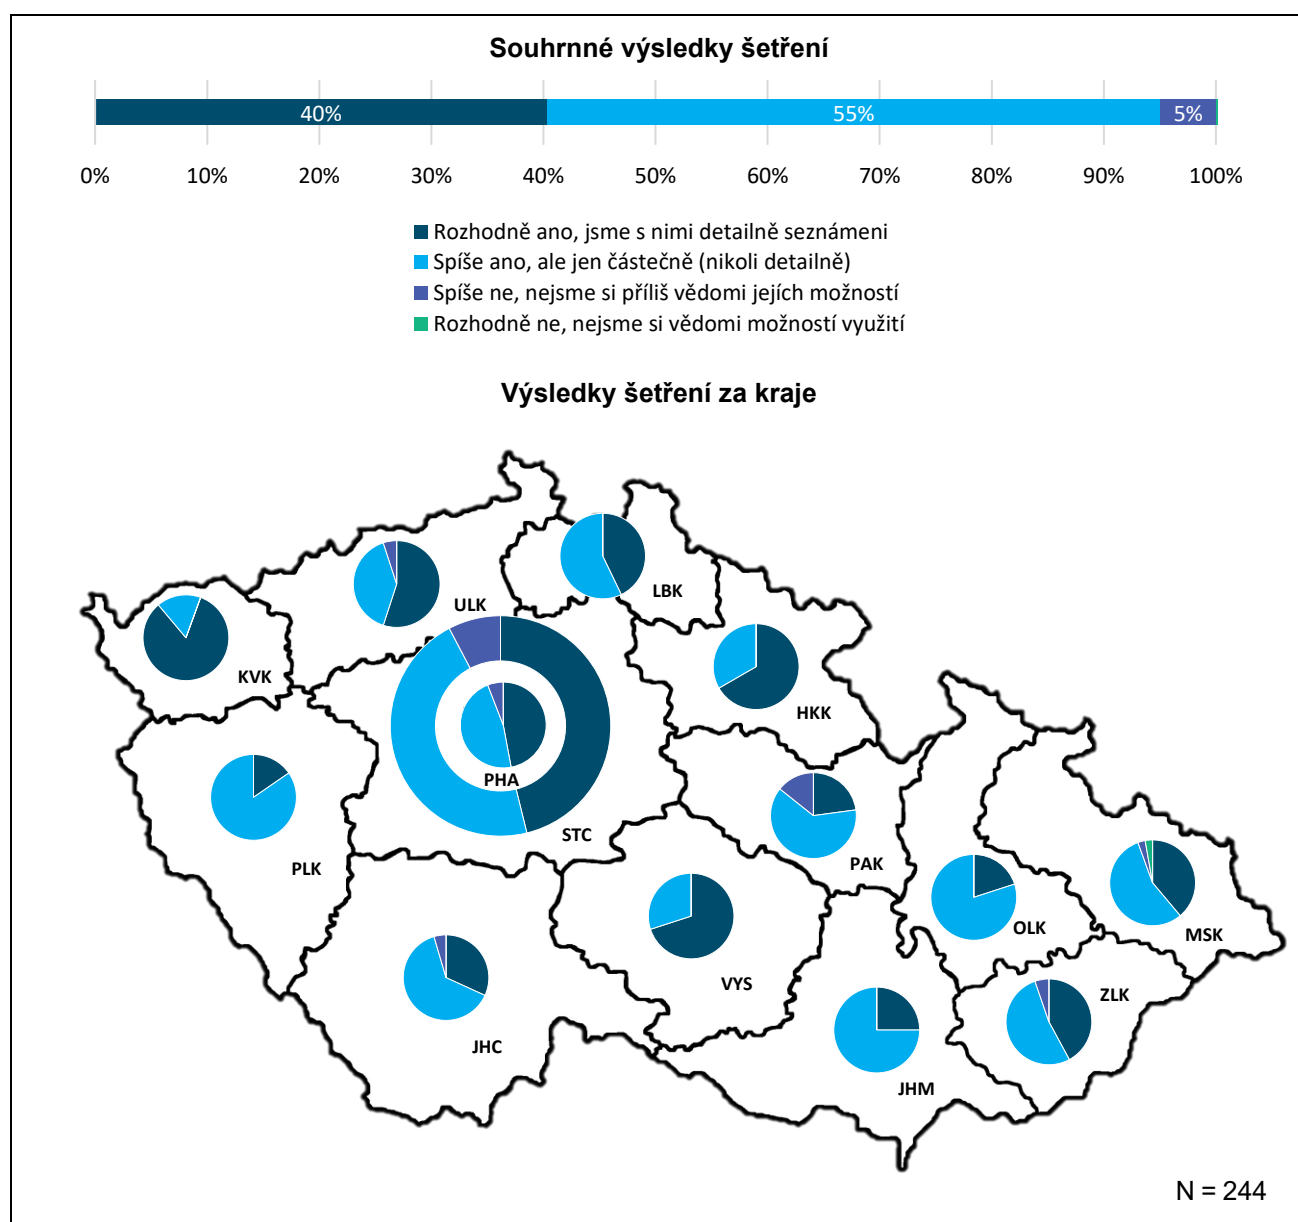 Souhrnné výsledky šetření
40% 55% 5%
0% 10% 20% 30% 40% 50% 60% 70% 80% 90% 100%
Rozhodně ano, jsme s nimi detailně seznámeni
Spíše ano, ale jen částečně (nikoli detailně)
Spíše ne, nejsme si příliš vědomi jejích možností
Rozhodně ne, nejsme si vědomi možností využití
Výsledky šetření za kraje
LBK
ULK
KVK
HKK
PHA
STC
PLK
PAK
OLK
MSK
VYS
ZLK
JHC
JHM
N = 244